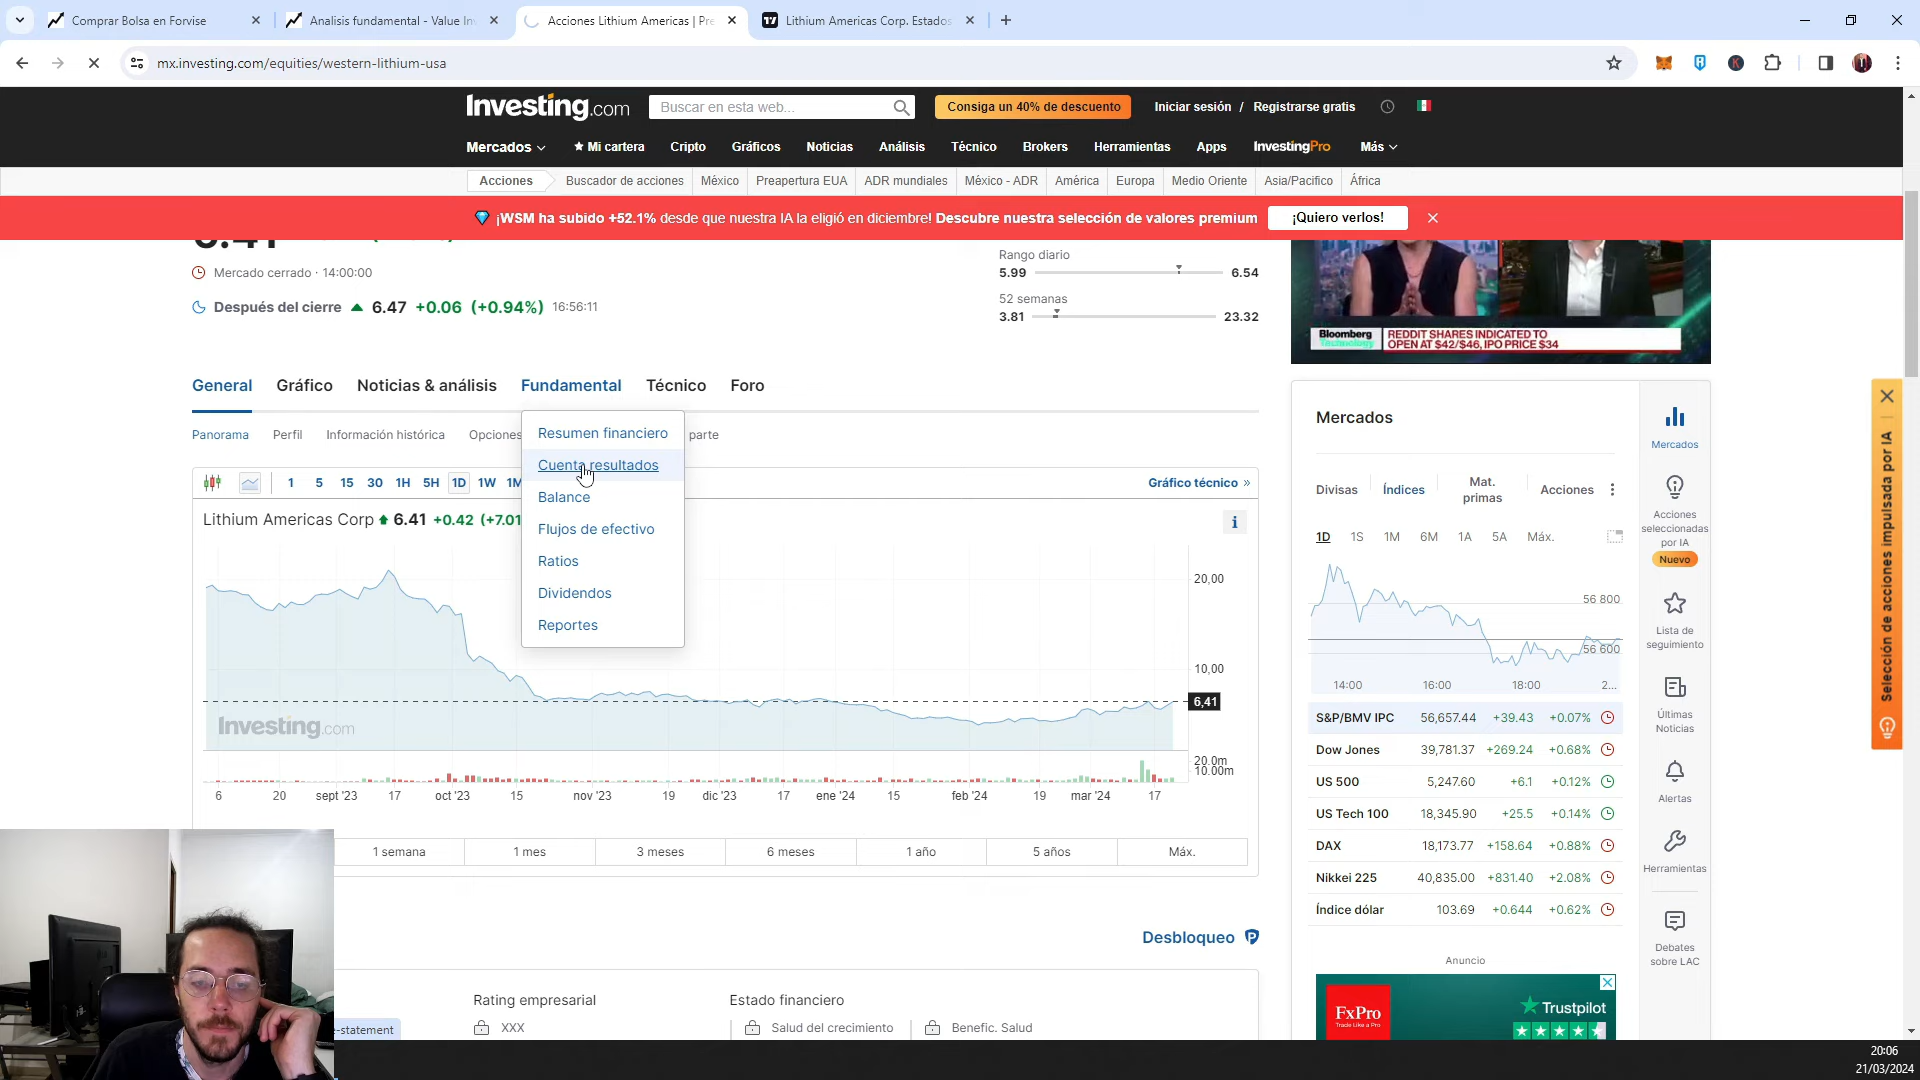 Comprar Bolsa en Forvise
Analisis fundamental - Value In
Acciones Lithium Americas | Pre
Lithium Americas Corp. Estados
mx.investing.com/equities/western-lithium-usa
Investing.com
Buscar en esta web...
Consiga un 40% de descuento
Iniciar sesión / Registrarse gratis
Mercados
Mi cartera
Cripto
Gráficos
Noticias
Análisis
Técnico
Brokers
Herramientas
Apps
InvestingPro
Más
Acciones
Buscador de acciones
México
Preapertura EUA
ADR mundiales
México - ADR
América
Europa
Medio Oriente
Asia/Pacifico
África
¡WSM ha subido +52.1% desde que nuestra IA la eligió en diciembre! Descubre nuestra selección de valores premium
¡Quiero verlos!
6.41
Mercado cerrado · 14:00:00
Después del cierre 6.47 +0.06 (+0.94%) 16:56:11
Rango diario
5.99 6.54
52 semanas
3.81 23.32
Bloomberg
Technology
REDDIT SHARES INDICATED TO
OPEN AT $42/$46, IPO PRICE $34
General
Gráfico
Noticias & análisis
Fundamental
Técnico
Foro
Panorama
Perfil
Información histórica
Opciones
parte
Resumen financiero
Cuenta resultados
Balance
Flujos de efectivo
Ratios
Dividendos
Reportes
1 5 15 30 1H 5H 1D 1W 1M
Gráfico técnico »
Lithium Americas Corp 6.41 +0.42 (+7.01
20,00
10,00
6,41
Investing.com
20.0m
10.00m
6 20 sept '23 17 oct '23 15 nov '23 19 dic '23 17 ene '24 15 feb '24 19 mar '24 17
1 semana
1 mes
3 meses
6 meses
1 año
5 años
Máx.
Desbloqueo
Rating empresarial
XXX
Estado financiero
Salud del crecimiento
Benefic. Salud
-statement
Mercados
Divisas
Índices
Mat.
primas
Acciones
1D 1S 1M 6M 1A 5A Máx.
56 800
56 600
14:00 16:00 18:00 2...
S&P/BMV IPC 56,657.44 +39.43 +0.07%
Dow Jones 39,781.37 +269.24 +0.68%
US 500 5,247.60 +6.1 +0.12%
US Tech 100 18,345.90 +25.5 +0.14%
DAX 18,173.77 +158.64 +0.88%
Nikkei 225 40,835.00 +831.40 +2.08%
Índice dólar 103.69 +0.644 +0.62%
Anuncio
FxPro
Trade Like a Pro
Trustpilot
Mercados
Acciones
seleccionadas
por IA
Nuevo
Lista de
seguimiento
Últimas
Noticias
Alertas
Herramientas
Debates
sobre LAC
Selección de acciones impulsada por IA
20:06
21/03/2024